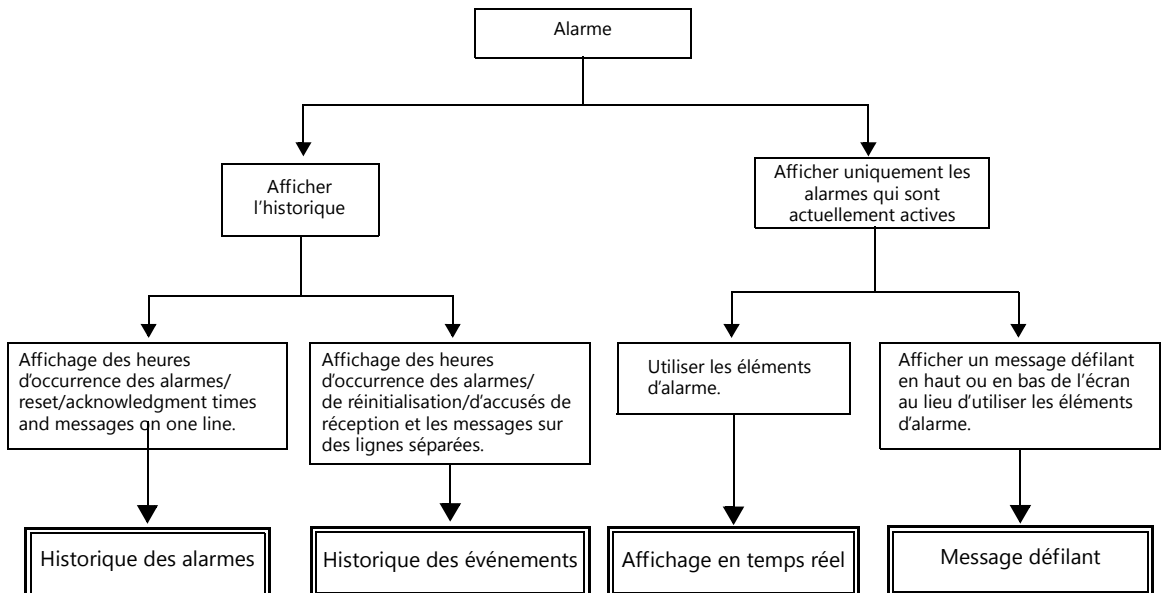 Alarme
Afficher
l'historique
Afficher uniquement les
alarmes qui sont
actuellement actives
Affichage des heures
d'occurrence des alarmes/
reset/acknowledgment times
and messages on one line.
Affichage des heures
d'occurrence des alarmes/
de réinitialisation/d'accusés de
réception et les messages sur
des lignes séparées.
Utiliser les éléments
d'alarme.
Afficher un message défilant
en haut ou en bas de l'écran
au lieu d'utiliser les éléments
d'alarme.
Historique des alarmes
Historique des événements
Affichage en temps réel
Message défilant